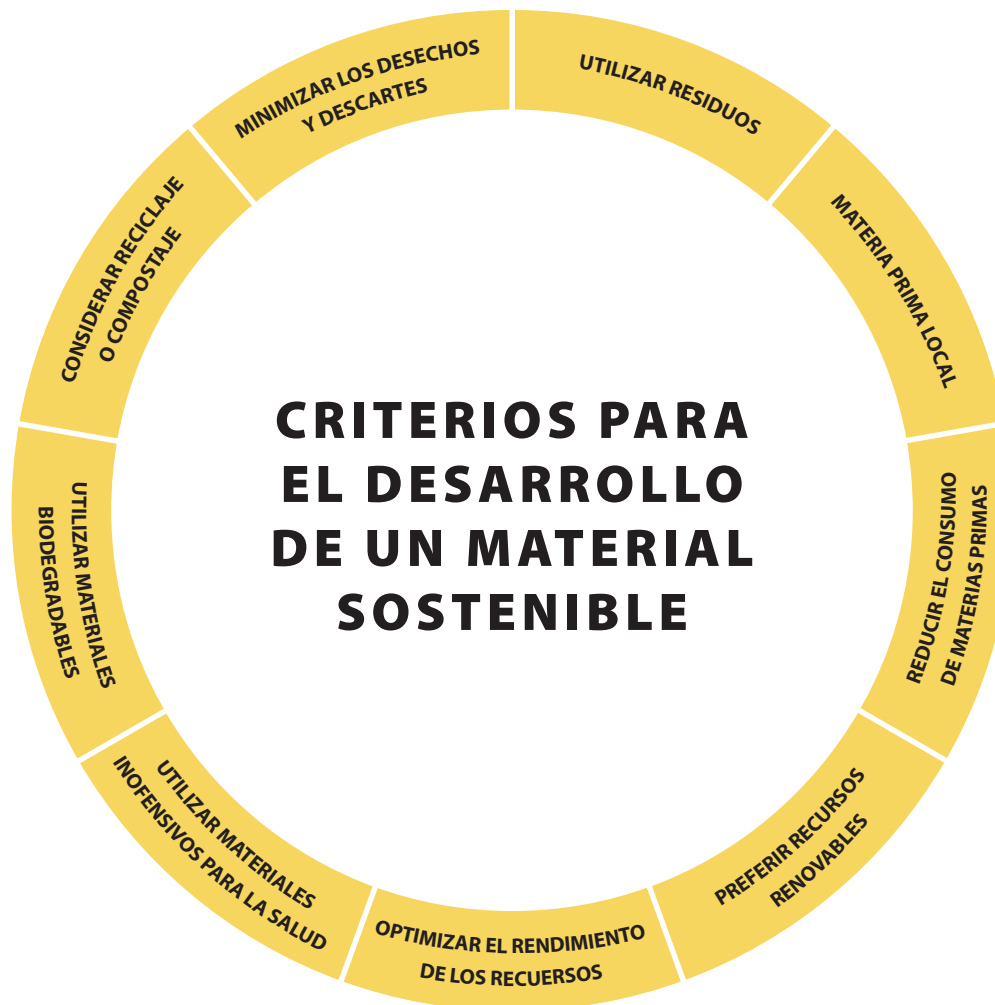 CRITERIOS PARA
EL DESARROLLO
DE UN MATERIAL
SOSTENIBLE
UTILIZAR RESIDUOS
MATERIA PRIMA LOCAL
REDUCIR EL CONSUMO
DE MATERIAS PRIMAS
PREFERIR RECURSOS
RENOVABLES
OPTIMIZAR EL RENDIMIENTO
DE LOS RECUERSOS
UTILIZAR MATERIALES
INOFENSIVOS PARA LA SALUD
UTILIZAR MATERIALES
BIODEGRADABLES
CONSIDERAR RECICLAJE
O COMPOSTAJE
MINIMIZAR LOS DESECHOS
Y DESCARTES